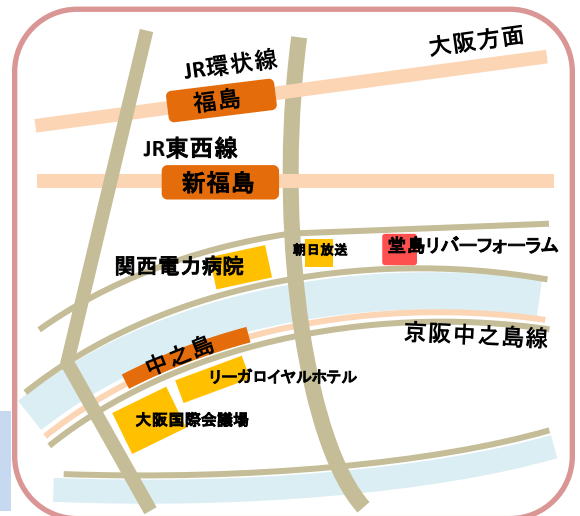 大阪方面
JR環状線
福島
JR東西線
新福島
朝日放送
堂島リバーフォーラム
関西電力病院
京阪中之島線
中之島
リーガロイヤルホテル
大阪国際会議場